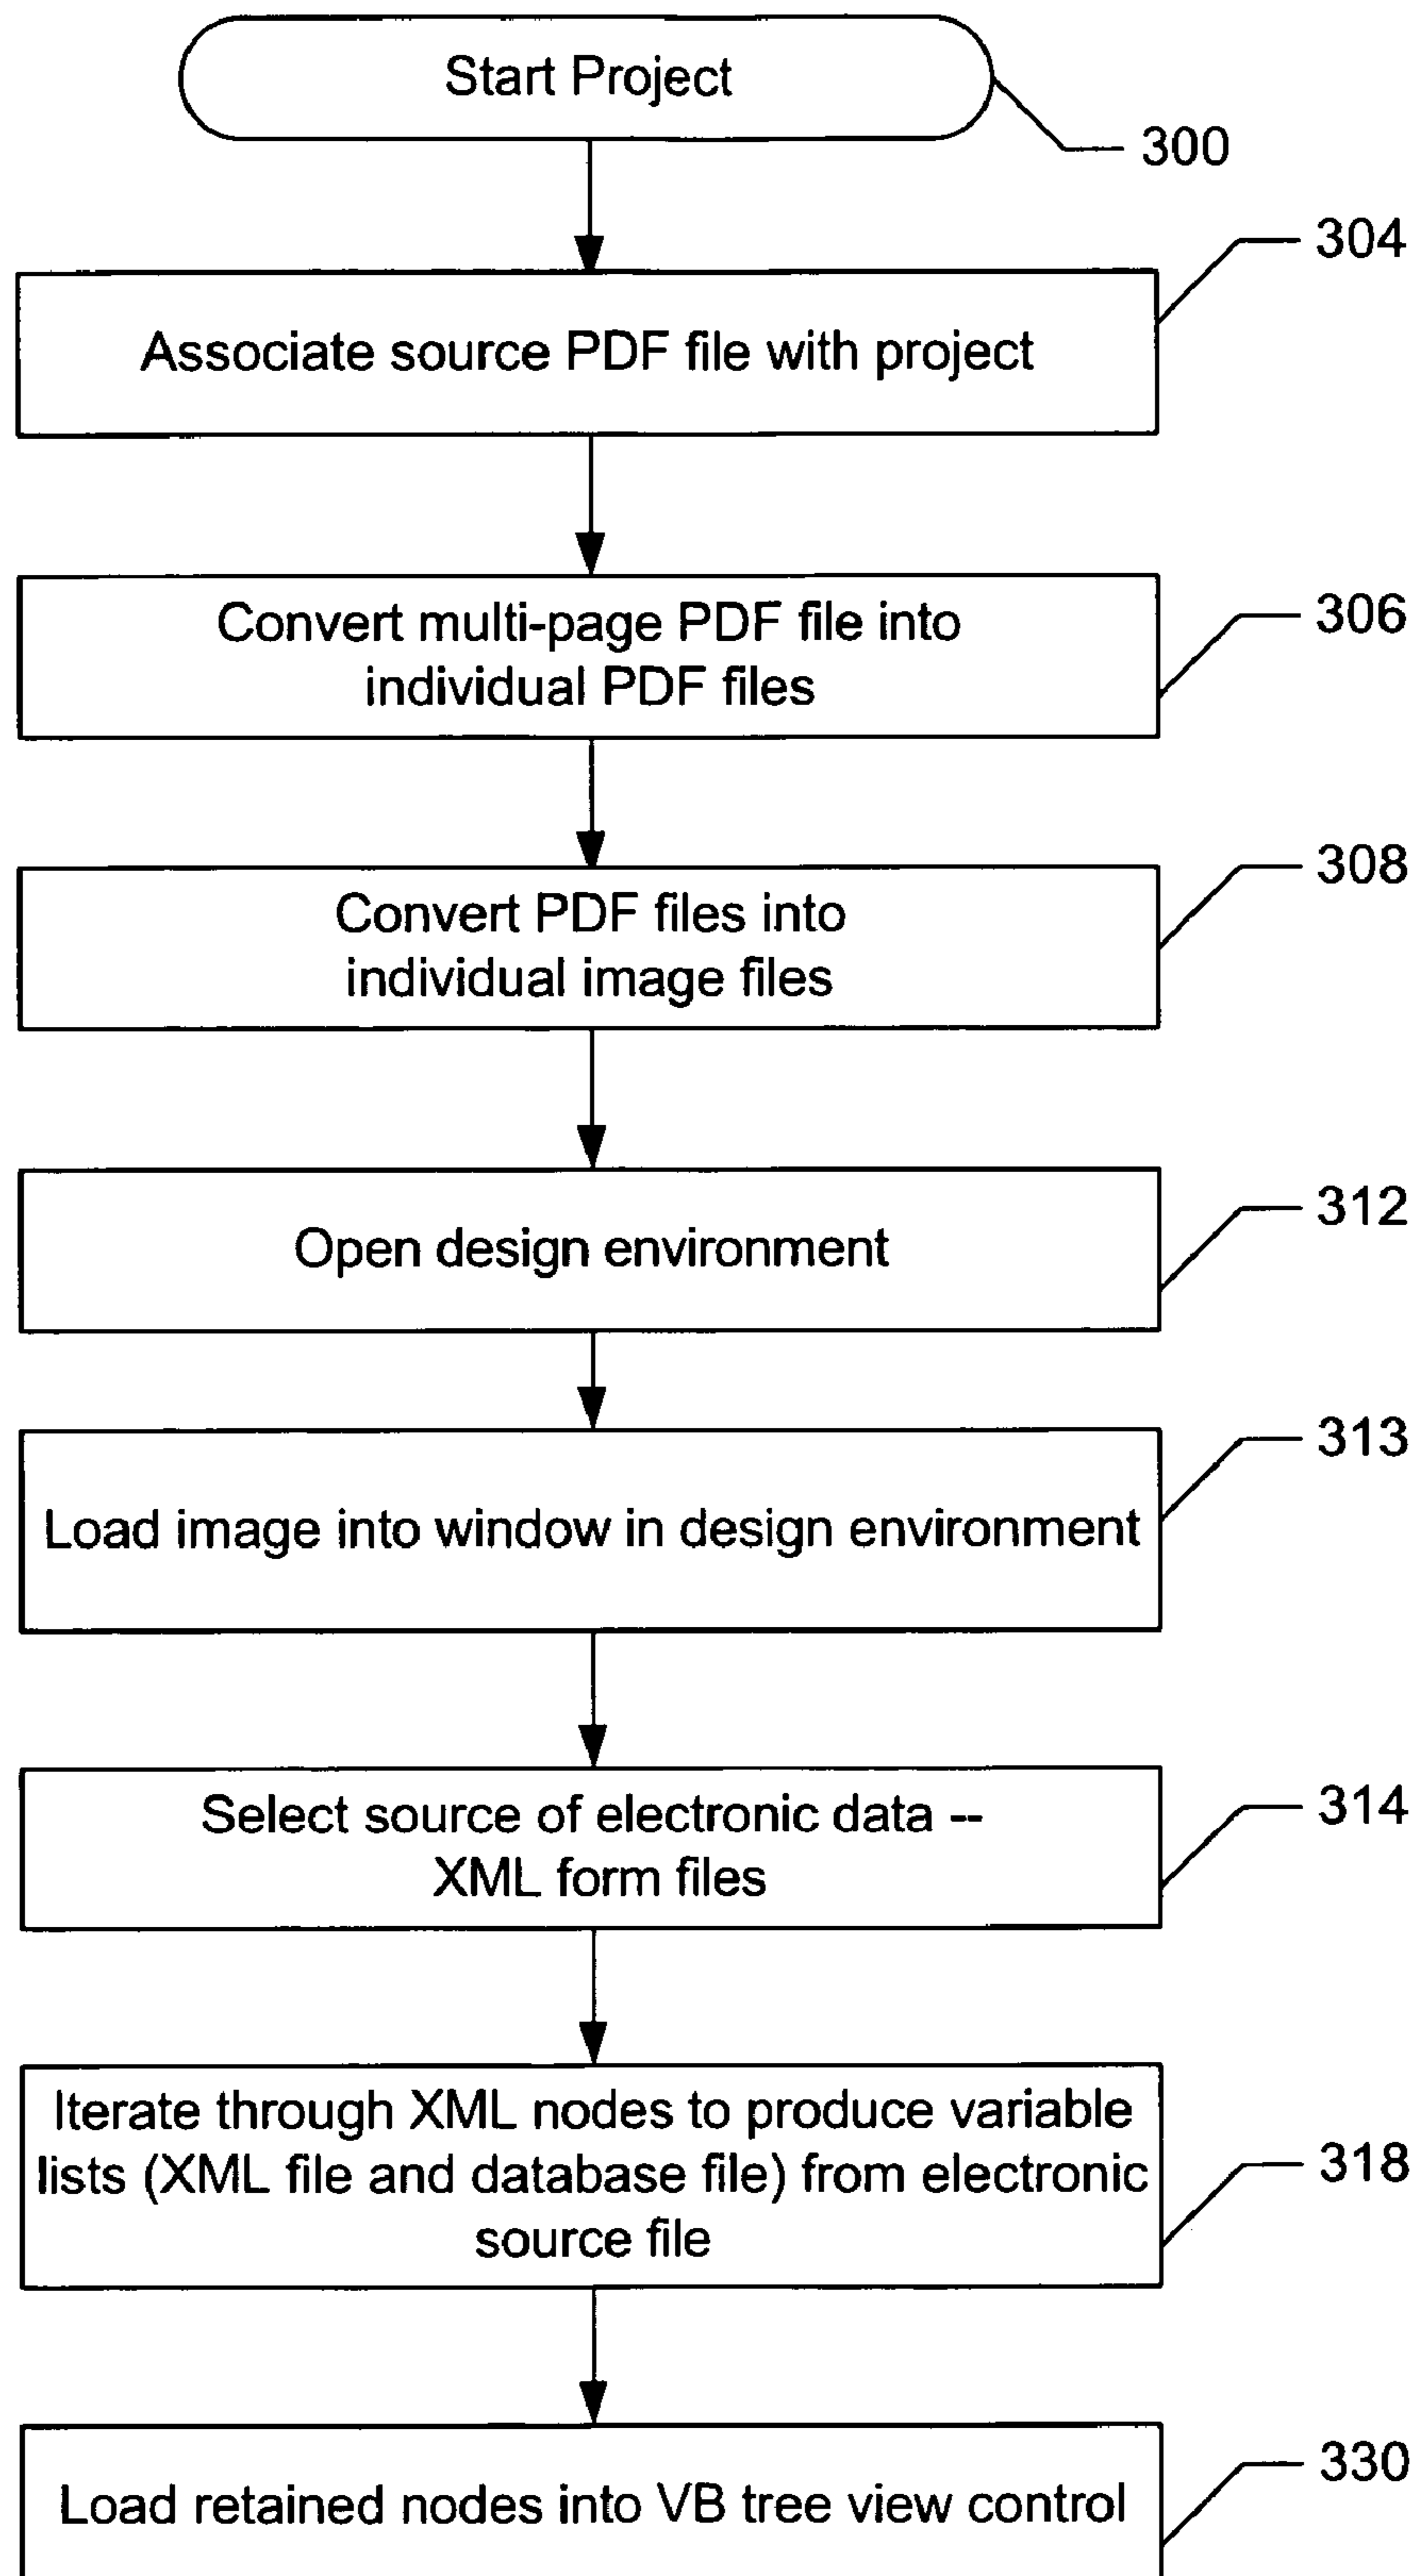 Start Project
300
304
Associate source PDF file with project
Convert multi-page PDF file into
individual PDF files
306
308
Convert PDF files into
individual image files
312
Open design environment
313
Load image into window in design environment
Select source of electronic data --
XML form files
314
Iterate through XML nodes to produce variable
lists (XML file and database file) from electronic
source file
318
330
Load retained nodes into VB tree view control